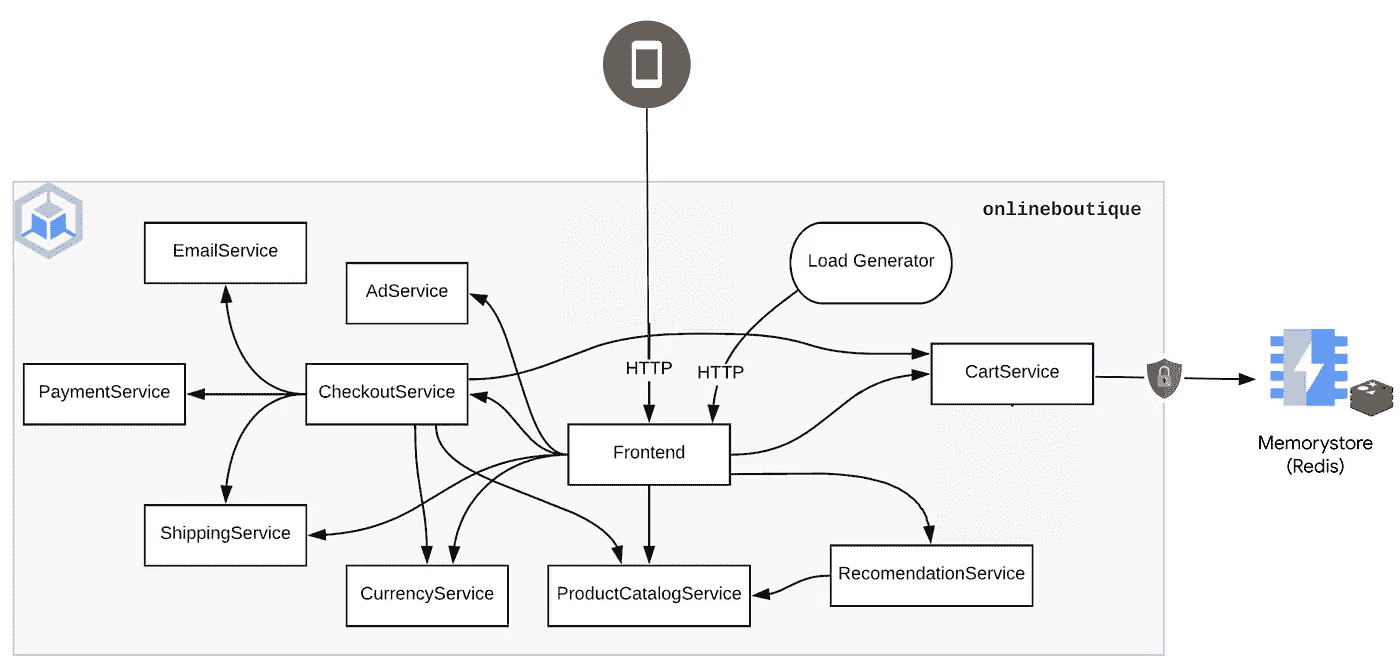 onlineboutique
EmailService
Load Generator
AdService
HTTP
HTTP
CartService
PaymentService
CheckoutService
Frontend
Memorystore
(Redis)
ShippingService
RecomendationService
CurrencyService
ProductCatalogService